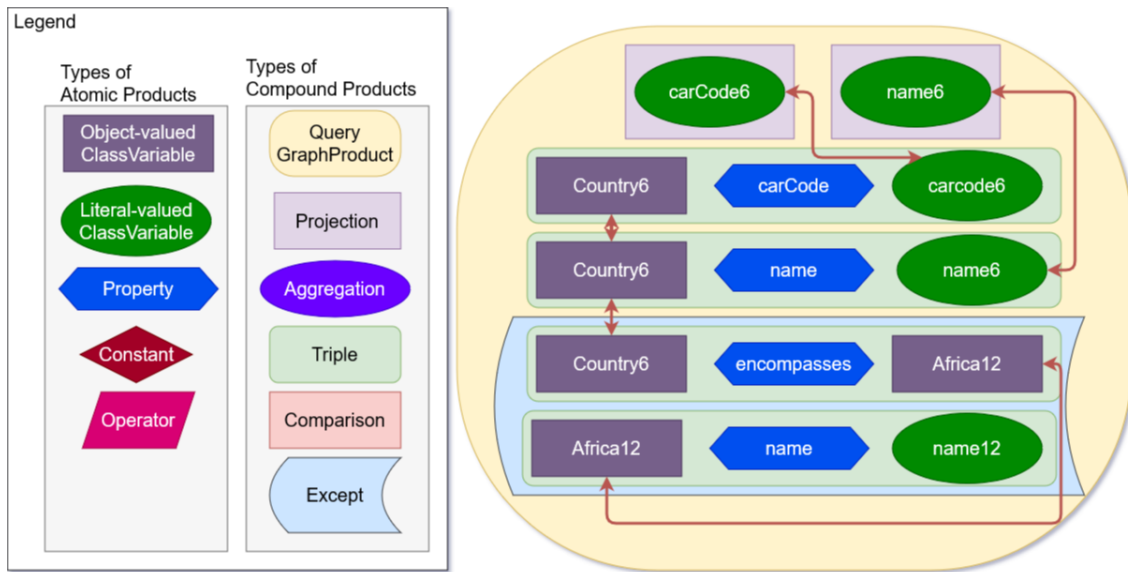 Legend
Types of
Atomic Products
Object-valued
ClassVariable
Literal-valued
ClassVariable
Property
Constant
Operator
Types of
Compound Products
Query
GraphProduct
Projection
Aggregation
Triple
Comparison
Except
carCode6
name6
Country6
carCode
carcode6
Country6
name
name6
Country6
encompasses
Africa12
Africa12
name
name12